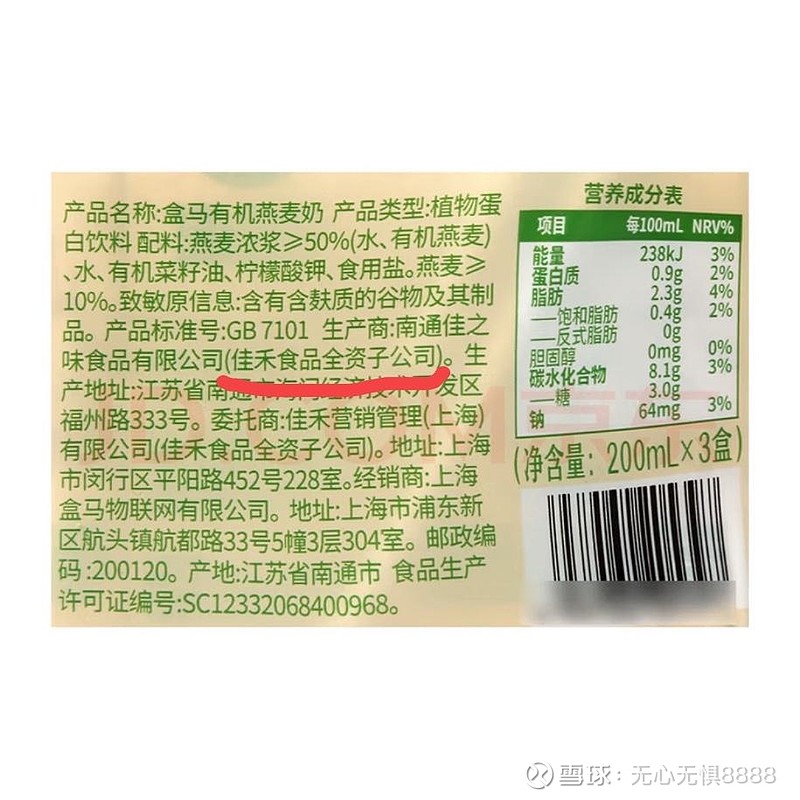 产品名称:盒马有机燕麦奶 产品类型:植物蛋
白饮料 配料:燕麦浓浆≥50%(水、有机燕麦)
、水、有机菜籽油、柠檬酸钾、食用盐。燕麦≥
10%。致敏原信息:含有含麸质的谷物及其制
品。产品标准号:GB 7101 生产商:南通佳之
味食品有限公司(佳禾食品全资子公司)。生
产地址:江苏省南通市海门经济技术开发区
福州路333号。委托商:佳禾营销管理(上海)
有限公司(佳禾食品全资子公司)。地址:上海
市闵行区平阳路452号228室。经销商:上海
盒马物联网有限公司。地址:上海市浦东新
区航头镇航都路33号5幢3层304室。邮政编
码:200120。产地:江苏省南通市 食品生产
许可证编号:SC12332068400968。
营养成分表
项目 每100mL NRV%
能量 238kJ 3%
蛋白质 0.9g 2%
脂肪 2.3g 4%
—饱和脂肪 0.4g 2%
—反式脂肪 0g
胆固醇 0mg 0%
碳水化合物 8.1g 3%
—糖 3.0g
钠 64mg 3%
(净含量: 200mL×3盒)
雪球:无心无惧8888